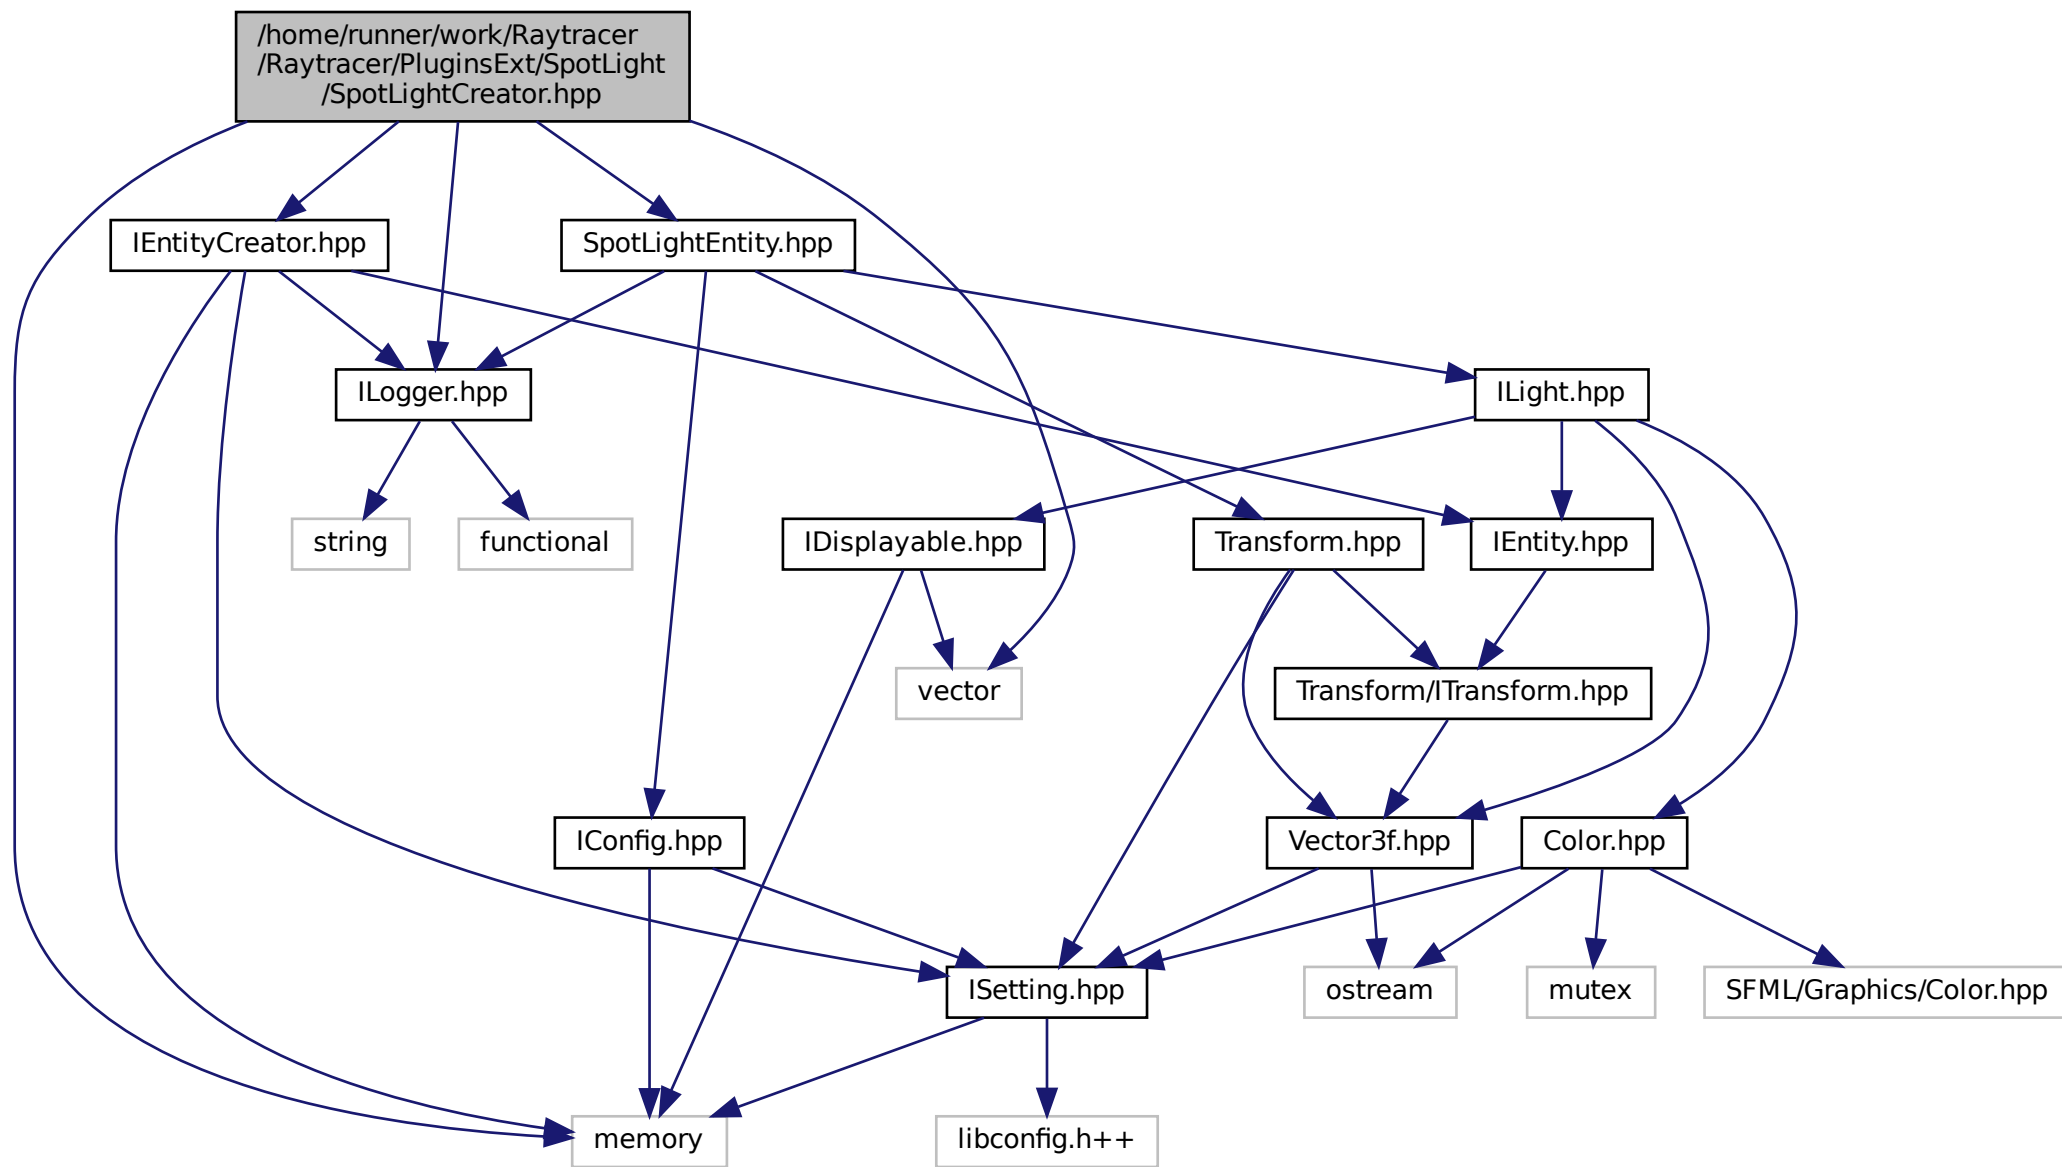 /home/runner/work/Raytracer
/Raytracer/PluginsExt/SpotLight
/SpotLightCreator.hpp
IEntityCreator.hpp
SpotLightEntity.hpp
ILogger.hpp
ILight.hpp
string
functional
IDisplayable.hpp
Transform.hpp
IEntity.hpp
vector
Transform/ITransform.hpp
IConfig.hpp
Vector3f.hpp
Color.hpp
ISetting.hpp
ostream
mutex
SFML/Graphics/Color.hpp
memory
libconfig.h++